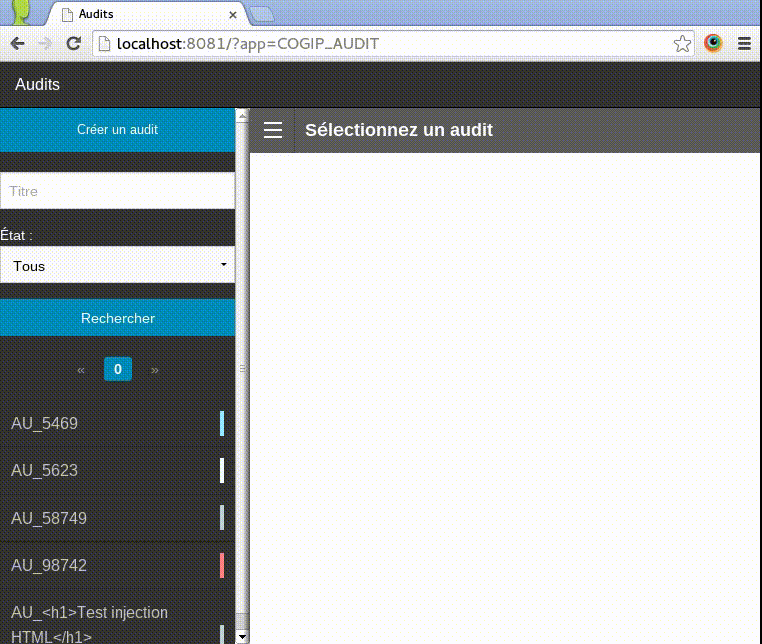 Audits
localhost:8081/?app=COGIP_AUDIT
Audits
Créer un audit
Sélectionnez un audit
Titre
État :
Tous
Rechercher
« 0 »
AU_5469
AU_5623
AU_58749
AU_98742
AU_<h1>Test injection
HTML</h1>